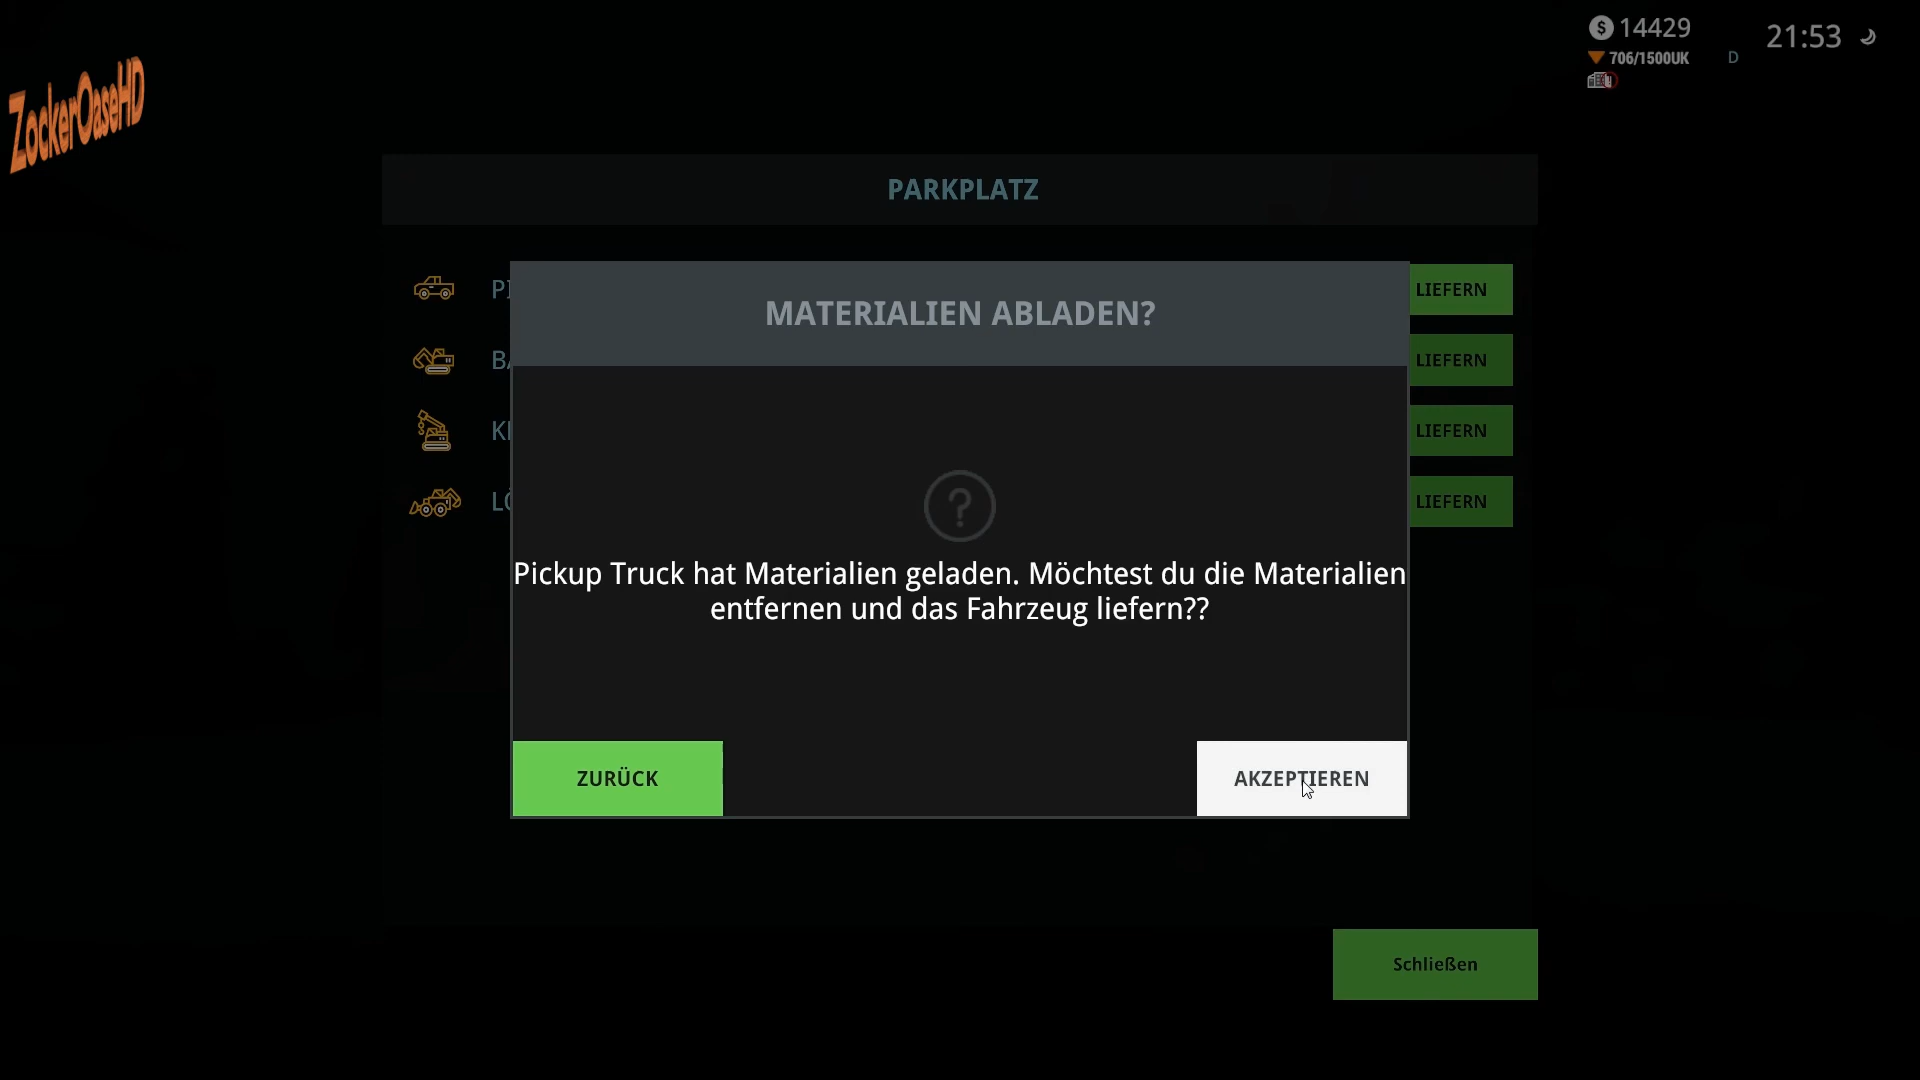 ZockerOaseHD
$ 14429
706/1500UK
D
21:53
PARKPLATZ
LIEFERN
LIEFERN
LIEFERN
LIEFERN
MATERIALIEN ABLADEN?
?
Pickup Truck hat Materialien geladen. Möchtest du die Materialien
entfernen und das Fahrzeug liefern??
ZURÜCK
AKZEPTIEREN
Schließen